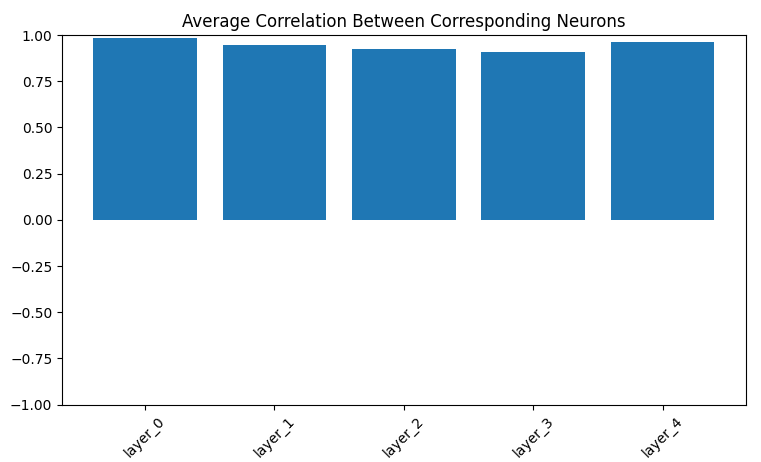 Average Correlation Between Corresponding Neurons
1.00
0.75
0.50
0.25
0.00
−0.25
−0.50
−0.75
−1.00
layer_0
layer_1
layer_2
layer_3
layer_4